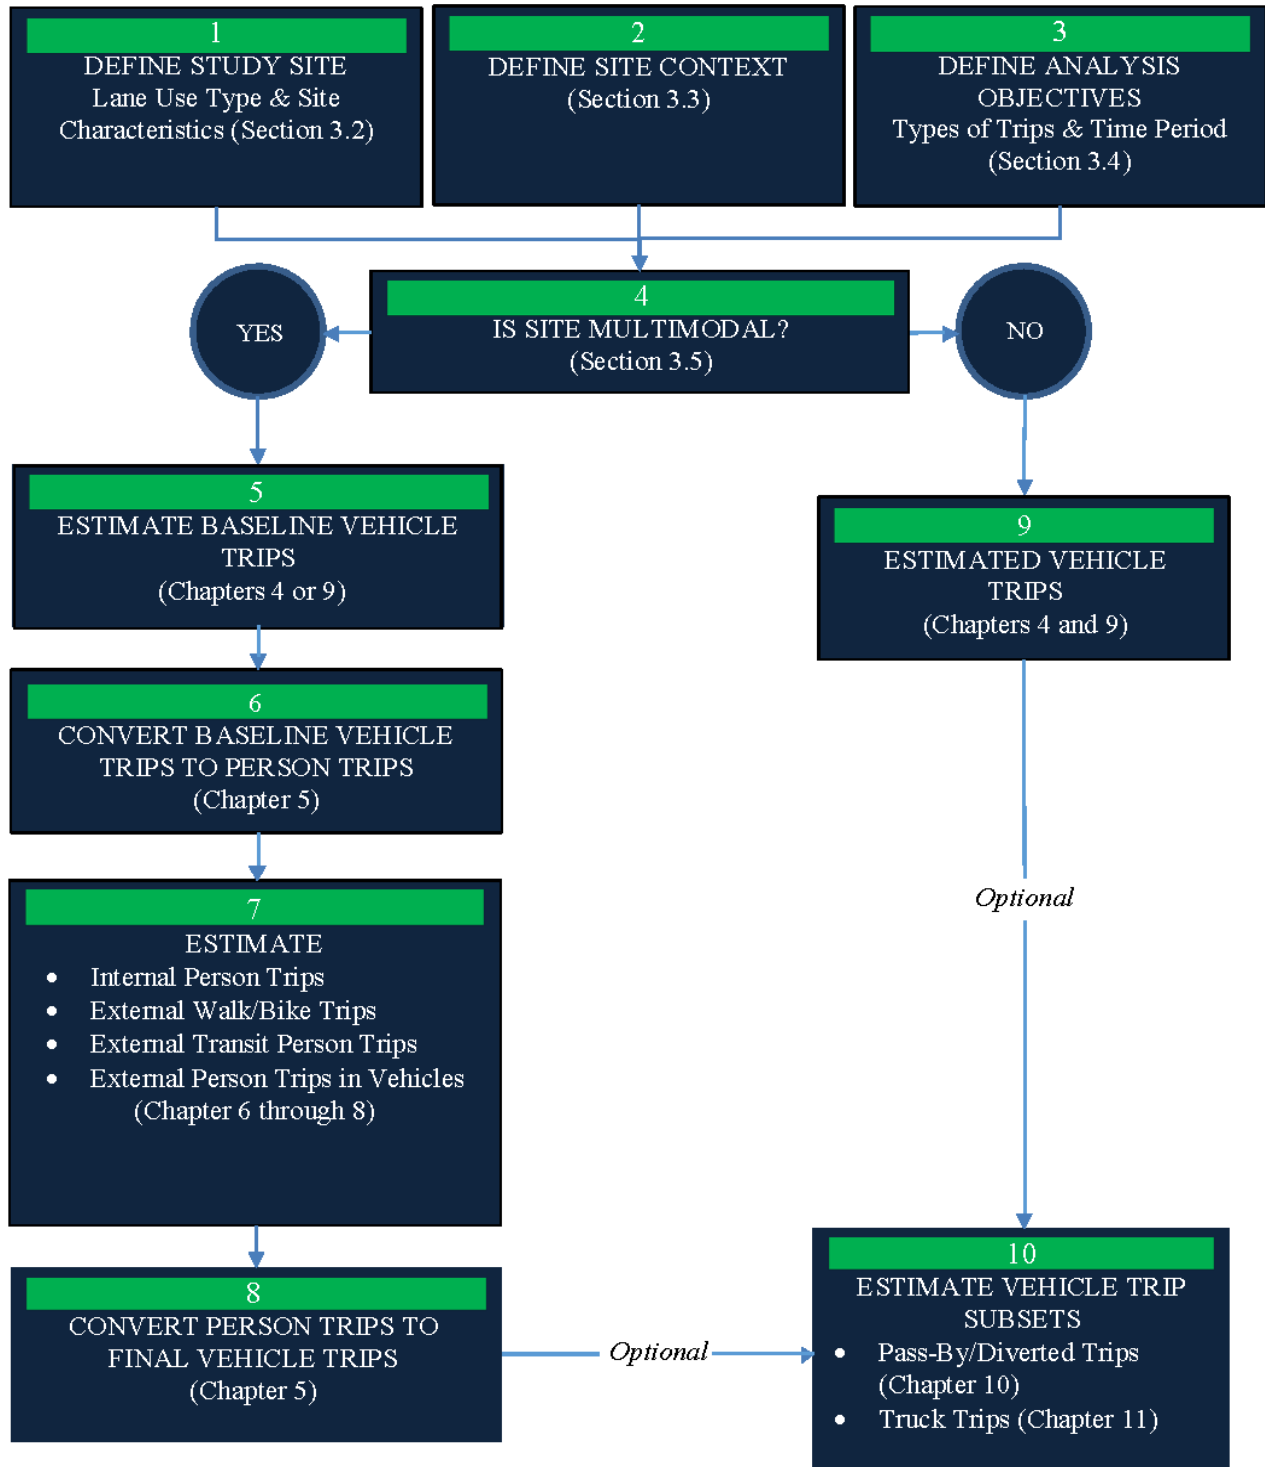 1
DEFINE STUDY SITE
Lane Use Type & Site
Characteristics (Section 3.2)
2
DEFINE SITE CONTEXT
(Section 3.3)
3
DEFINE ANALYSIS
OBJECTIVES
Types of Trips & Time Period
(Section 3.4)
4
IS SITE MULTIMODAL?
(Section 3.5)
YES
NO
5
ESTIMATE BASELINE VEHICLE
TRIPS
(Chapters 4 or 9)
6
CONVERT BASELINE VEHICLE
TRIPS TO PERSON TRIPS
(Chapter 5)
7
ESTIMATE
• Internal Person Trips
• External Walk/Bike Trips
• External Transit Person Trips
• External Person Trips in Vehicles
(Chapter 6 through 8)
8
CONVERT PERSON TRIPS TO
FINAL VEHICLE TRIPS
(Chapter 5)
Optional
9
ESTIMATED VEHICLE
TRIPS
(Chapters 4 and 9)
Optional
10
ESTIMATE VEHICLE TRIP
SUBSETS
• Pass-By/Diverted Trips
(Chapter 10)
• Truck Trips (Chapter 11)